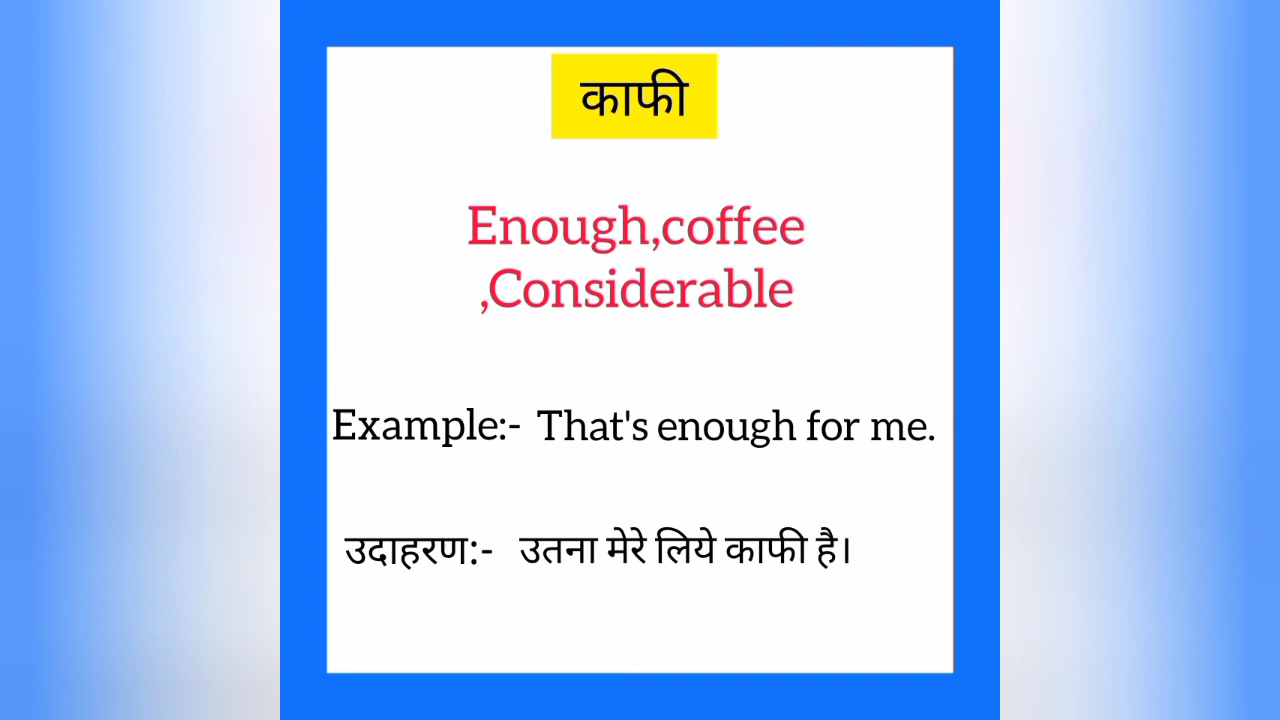 काफी
Enough,coffee
,Considerable
Example:- That's enough for me.
उदाहरण:- उतना मेरे लिये काफी है।